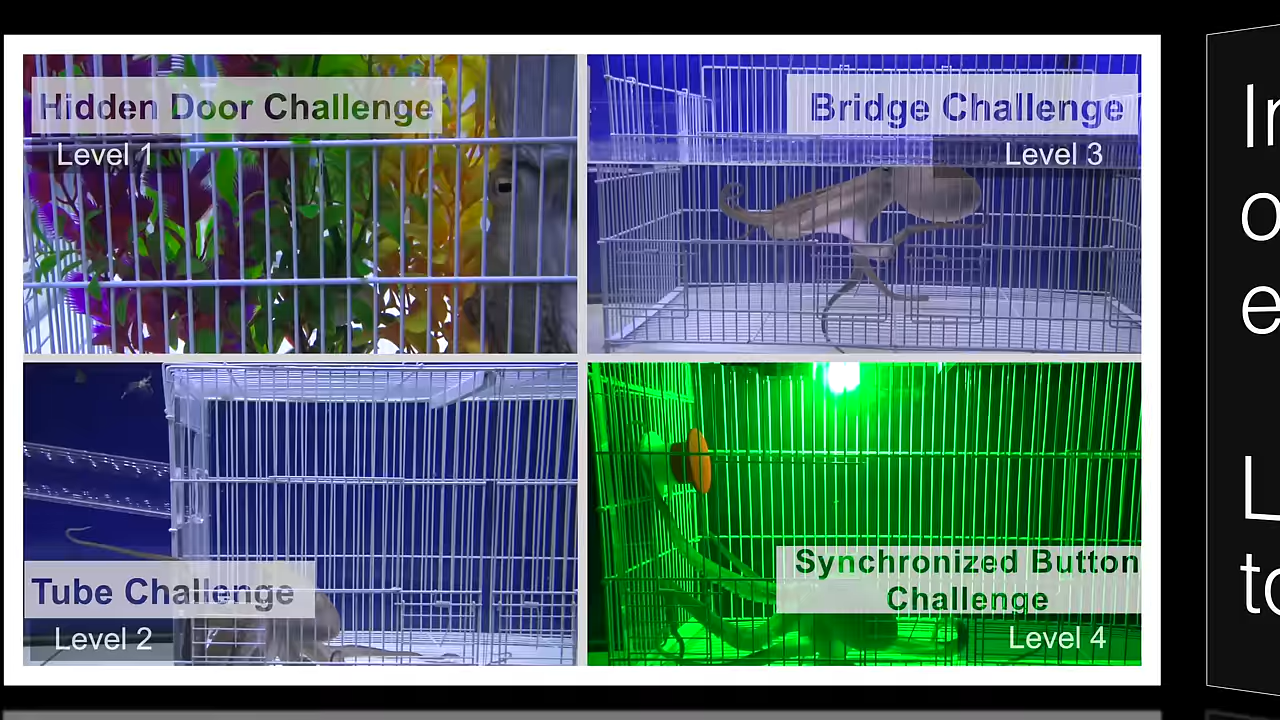 Hidden Door Challenge
Level 1
Bridge Challenge
Level 3
Tube Challenge
Level 2
Synchronized Button
Challenge
Level 4